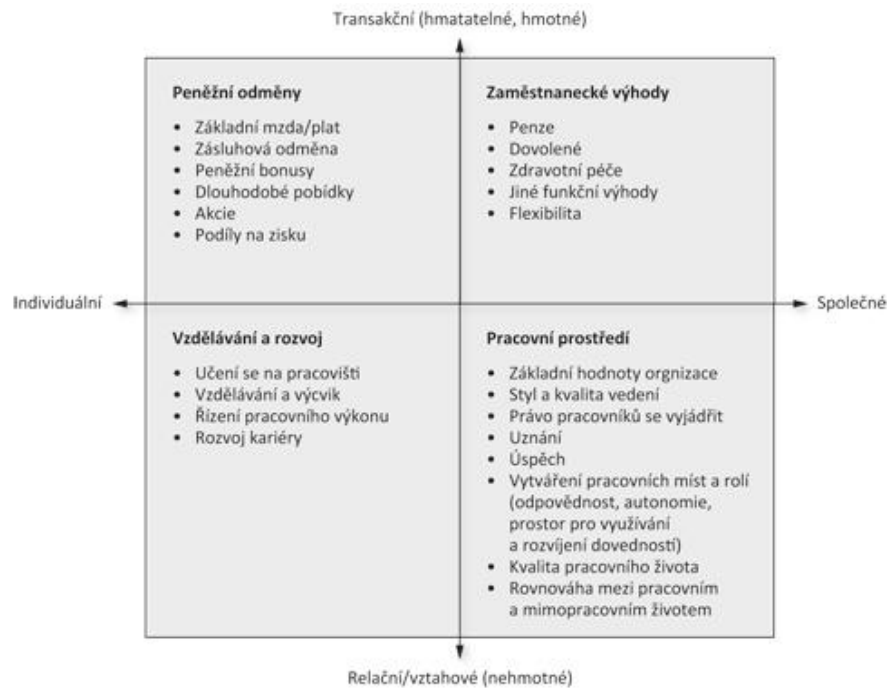 Transakční (hmatatelné, hmotné)
Peněžní odměny
• Základní mzda/plat
• Zásluhová odměna
• Peněžní bonusy
• Dlouhodobé pobídky
• Akcie
• Podíly na zisku
Zaměstnanecké výhody
• Penze
• Dovolené
• Zdravotní péče
• Jiné funkční výhody
• Flexibilita
Individuální
Společné
Vzdělávání a rozvoj
• Učení se na pracovišti
• Vzdělávání a výcvik
• Řízení pracovního výkonu
• Rozvoj kariéry
Pracovní prostředí
• Základní hodnoty orgnizace
• Styl a kvalita vedení
• Právo pracovníků se vyjádřit
• Uznání
• Úspěch
• Vytváření pracovních míst a rolí
(odpovědnost, autonomie,
prostor pro využívání
a rozvíjení dovedností)
• Kvalita pracovního života
• Rovnováha mezi pracovním
a mimopracovním životem
Relační/vztahové (nehmotné)